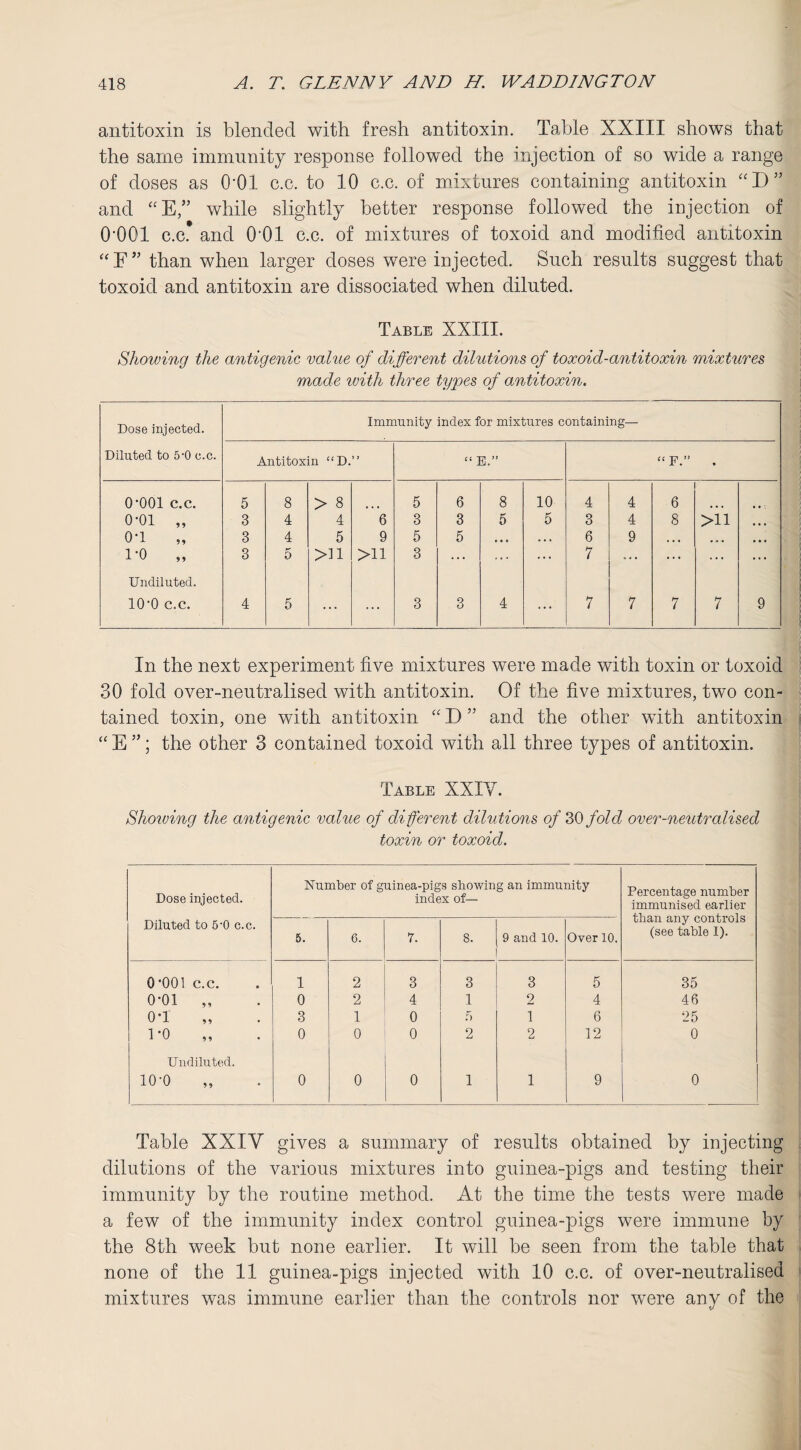 418 A. T. GLENNY AND H. WADDINGTON
antitoxin is blended with fresh antitoxin. Table XXIII shows that
the same immunity response followed the injection of so wide a range
of doses as 0·01 c.c. to 10 c.c. of mixtures containing antitoxin “D”
and “E,” while slightly better response followed the injection of
0·001 c.c. and 0·01 c.c. of mixtures of toxoid and modified antitoxin
“F” than when larger doses were injected. Such results suggest that
toxoid and antitoxin are dissociated when diluted.
Table XXIII.
Showing the antigenic value of different dilutions of toxoid-antitoxin mixtures
made with three types of antitoxin.
Dose injected. Immunity index for mixtures containing—
Diluted to 5·0 c.c. Antitoxin “D.” “E.” “F.”
0·001 c.c. 5 8 > 8 ... 5 6 8 10 4 4 6 ... ...
0·01 ,, 3 4 4 6 3 3 5 5 3 4 8 >11 ...
0·1 ,, 3 4 5 9 5 5 ... ... 6 9 ... ... ...
1·0 ,, 3 5 >11 >11 3 ... ... ... 7 ... ... ... ...
Undiluted.
10·0 c.c. 4 5 ... ... 3 3 4 ... 7 7 7 7 9
In the next experiment five mixtures were made with toxin or toxoid
30 fold over-neutralised with antitoxin. Of the five mixtures, two con-
tained toxin, one with antitoxin “D” and the other with antitoxin
“E”; the other 3 contained toxoid with all three types of antitoxin.
Table XXIV.
Showing the antigenic value of different dilutions of 30 fold over-neutralised
toxin or toxoid.
Dose injected. Number of guinea-pigs showing an immunity index of— Percentage number immunised earlier than any controls (see table I).
Diluted to 5·0 c.c. 5. 6. 7. 8. 9 and 10. Over 10.
0·001 c.c. . 1 2 3 3 3 5 35
0·01 ,, . 0 2 4 1 2 4 46
0·1 ,, . 3 1 0 5 1 6 25
1·0 ,, . 0 0 0 2 2 12 0
Undiluted.
10·0 ,, . 0 0 0 1 1 9 0
Table XXIV gives a summary of results obtained by injecting
dilutions of the various mixtures into guinea-pigs and testing their
immunity by the routine method. At the time the tests were made
a few of the immunity index control guinea-pigs were immune by
the 8th week but none earlier. It will be seen from the table that
none of the 11 guinea-pigs injected with 10 c.c. of over-neutralised
mixtures was immune earlier than the controls nor were any of the